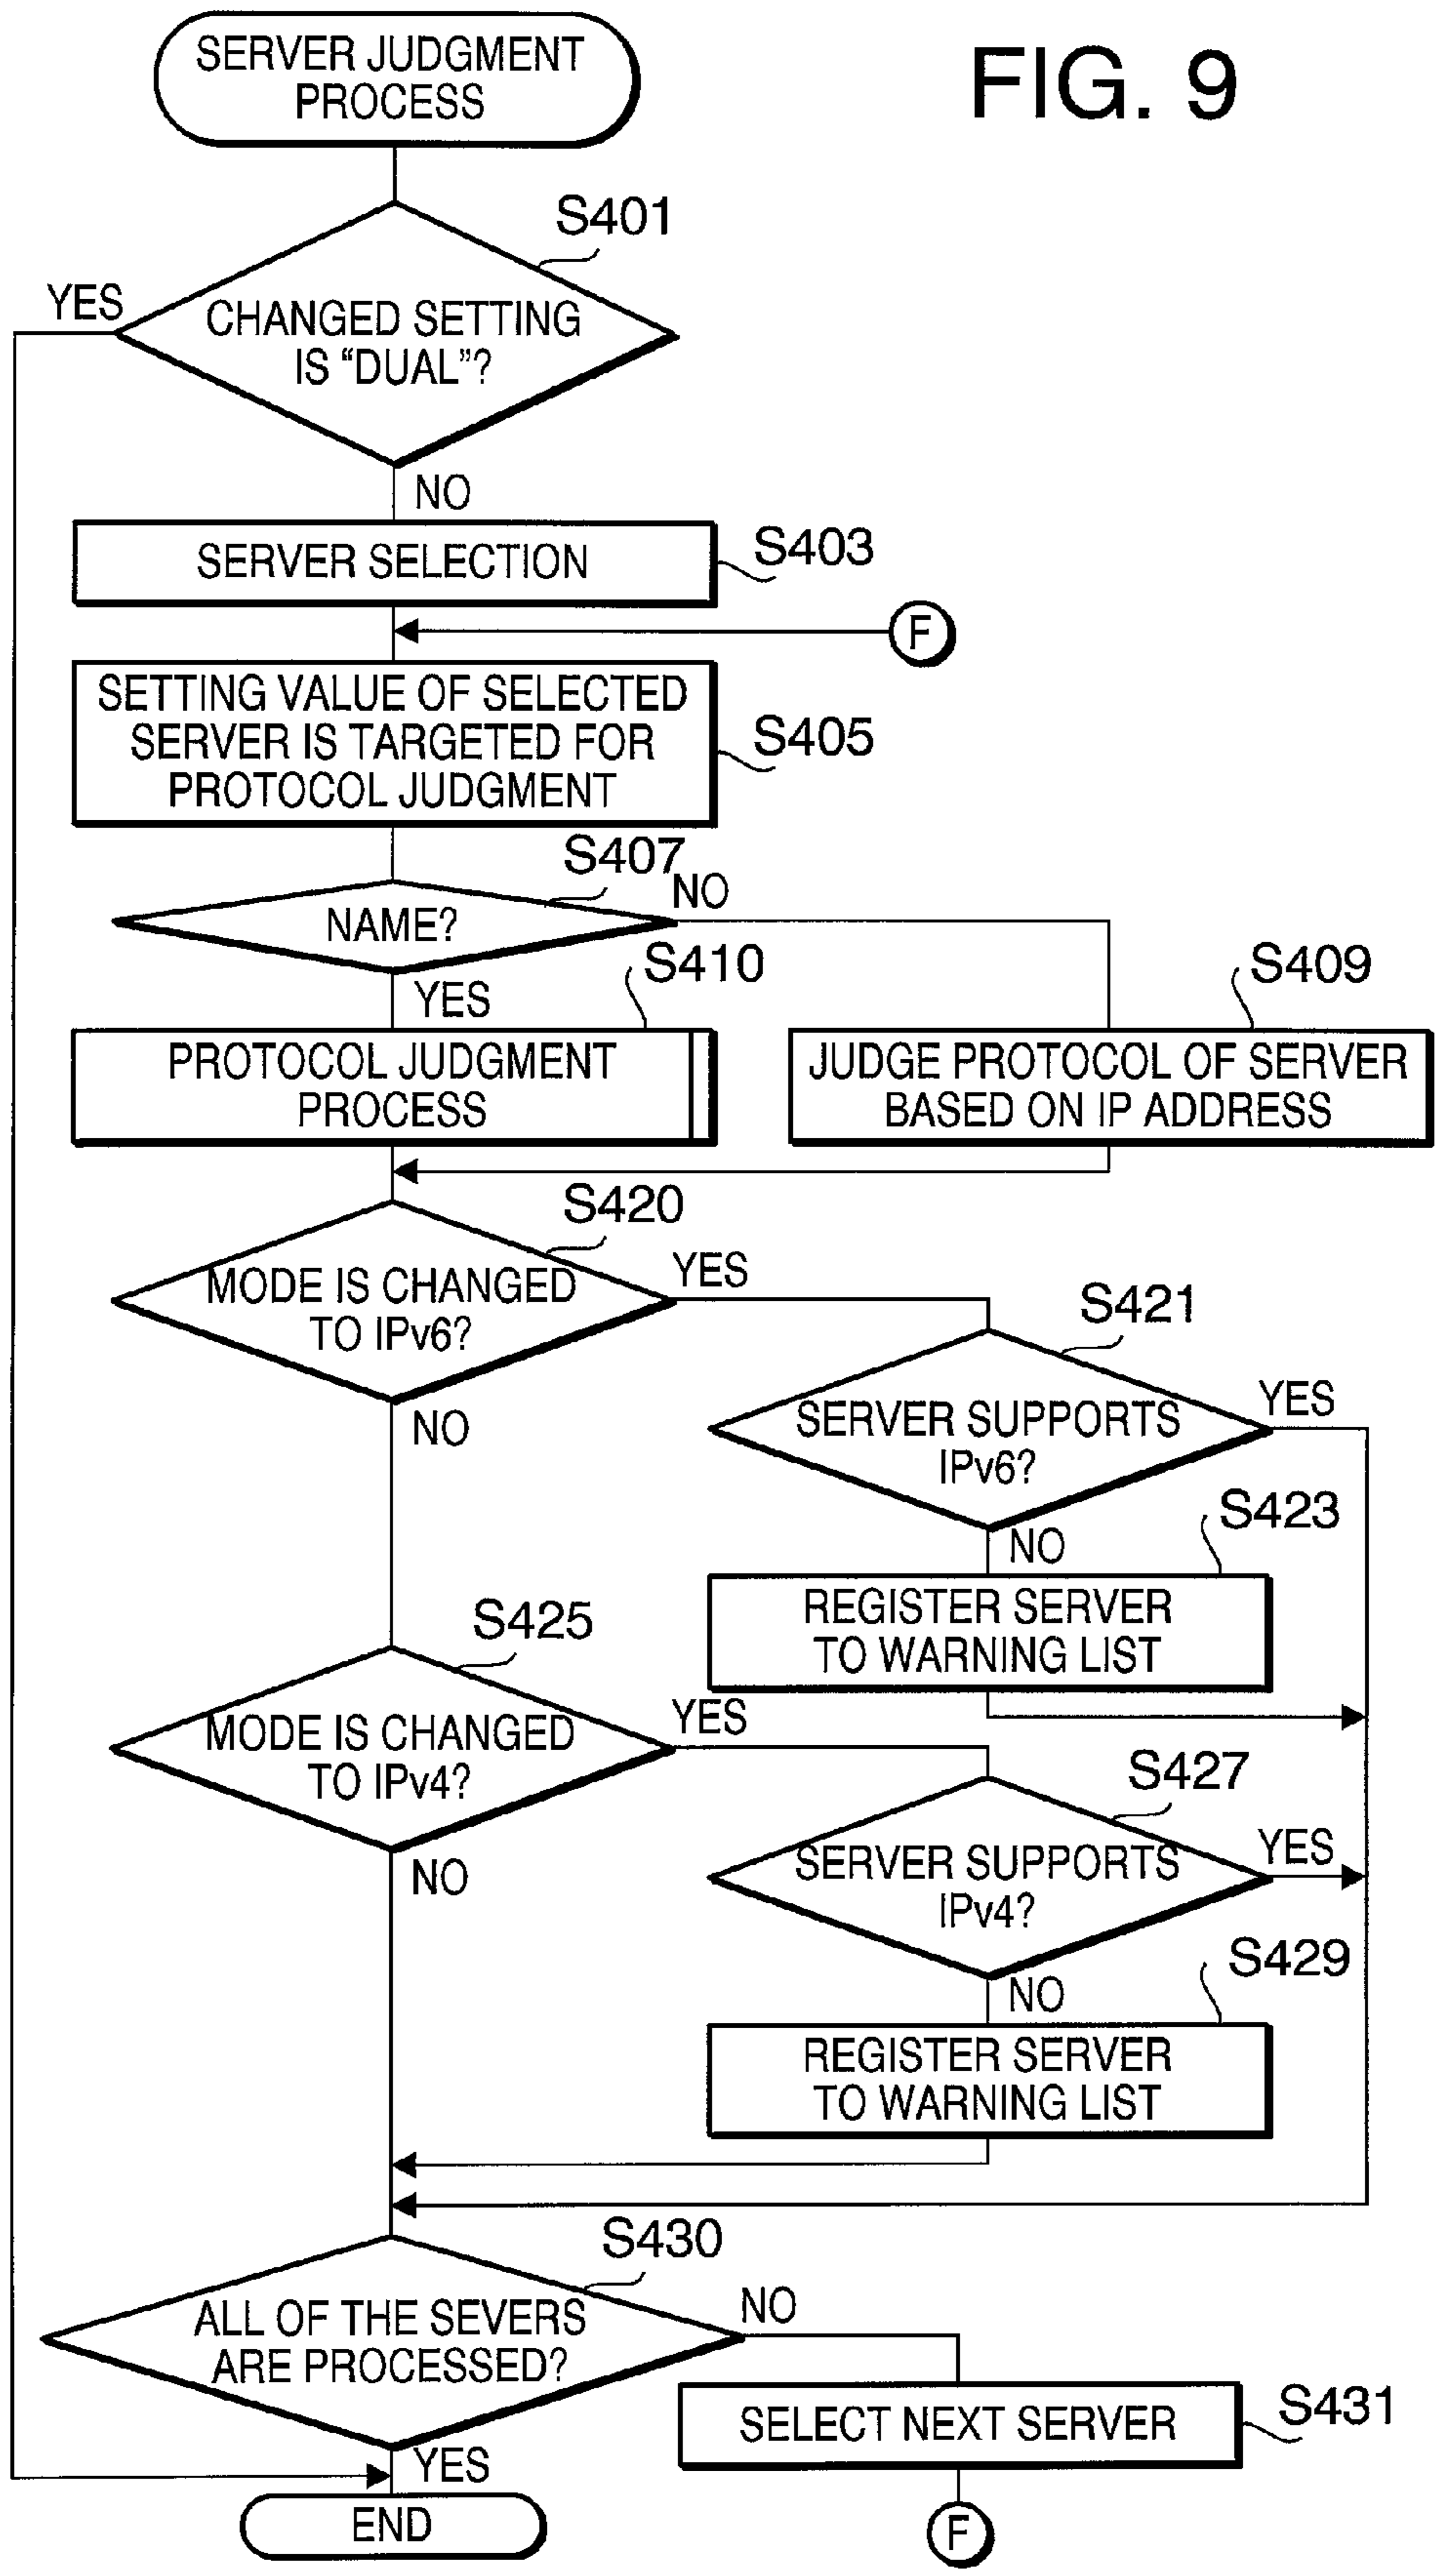 FIG. 9
SERVER JUDGMENT
PROCESS
S401
YES
CHANGED SETTING
IS “DUAL”?
NO
SERVER SELECTION
S403
F
SETTING VALUE OF SELECTED
SERVER IS TARGETED FOR
PROTOCOL JUDGMENT
S405
S407
NO
NAME?
YES
S410
S409
PROTOCOL JUDGMENT
PROCESS
JUDGE PROTOCOL OF SERVER
BASED ON IP ADDRESS
S420
YES
MODE IS CHANGED
TO IPv6?
NO
S421
YES
SERVER SUPPORTS
IPv6?
NO
S423
REGISTER SERVER
TO WARNING LIST
S425
YES
MODE IS CHANGED
TO IPv4?
NO
S427
YES
SERVER SUPPORTS
IPv4?
NO
S429
REGISTER SERVER
TO WARNING LIST
S430
NO
ALL OF THE SEVERS
ARE PROCESSED?
YES
SELECT NEXT SERVER
S431
END
F